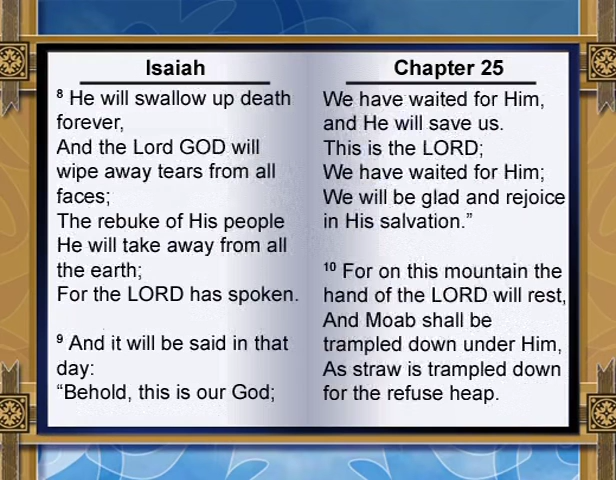 Isaiah
⁸ He will swallow up death
forever,
And the Lord GOD will
wipe away tears from all
faces;
The rebuke of His people
He will take away from all
the earth;
For the LORD has spoken.
⁹ And it will be said in that
day:
“Behold, this is our God;
Chapter 25
We have waited for Him,
and He will save us.
This is the LORD;
We have waited for Him;
We will be glad and rejoice
in His salvation.”
¹⁰ For on this mountain the
hand of the LORD will rest,
And Moab shall be
trampled down under Him,
As straw is trampled down
for the refuse heap.